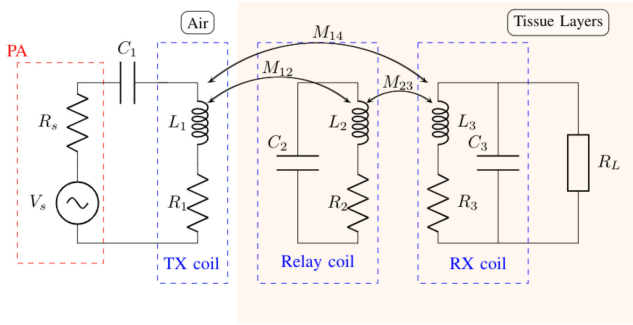 Air
Tissue Layers
PA
C₁
M₁₄
M₁₂
M₂₃
Rₛ
L₁
L₂
L₃
C₂
C₃
R_L
Vₛ
R₁
R₂
R₃
TX coil
Relay coil
RX coil